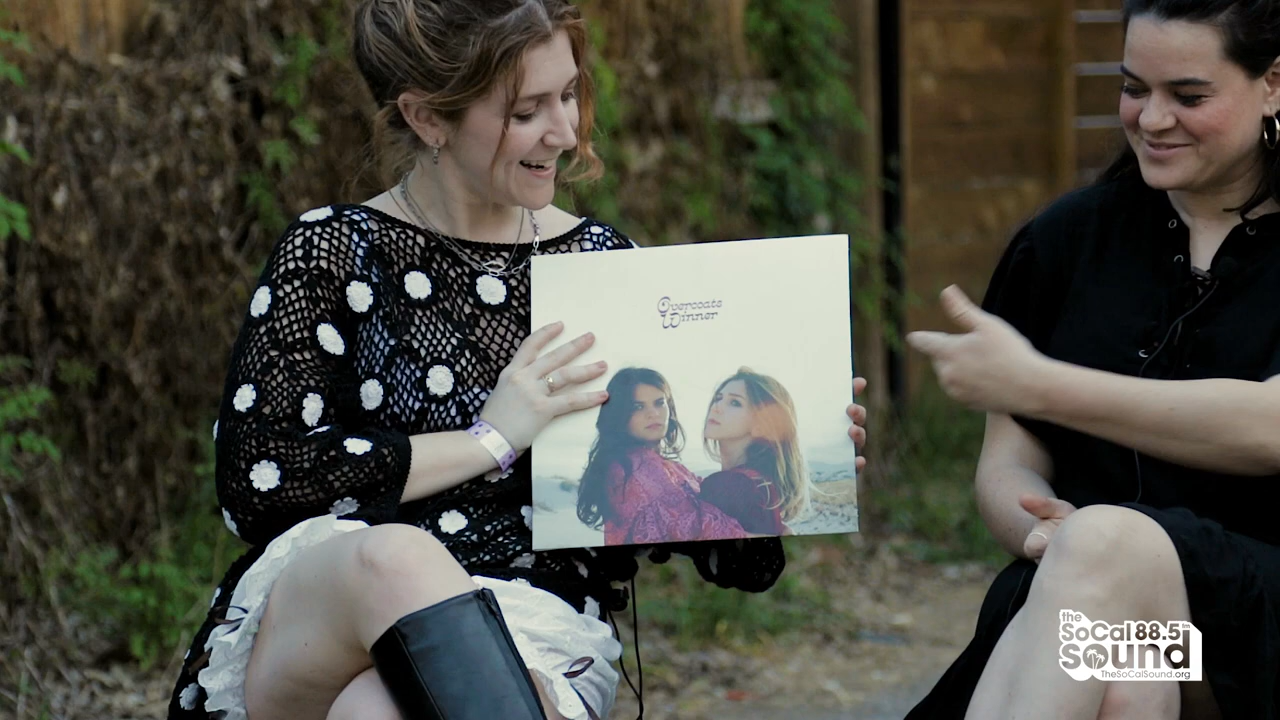 Overcoats
Winner
the
SoCal 88.5 fm
sound
TheSoCalSound.org